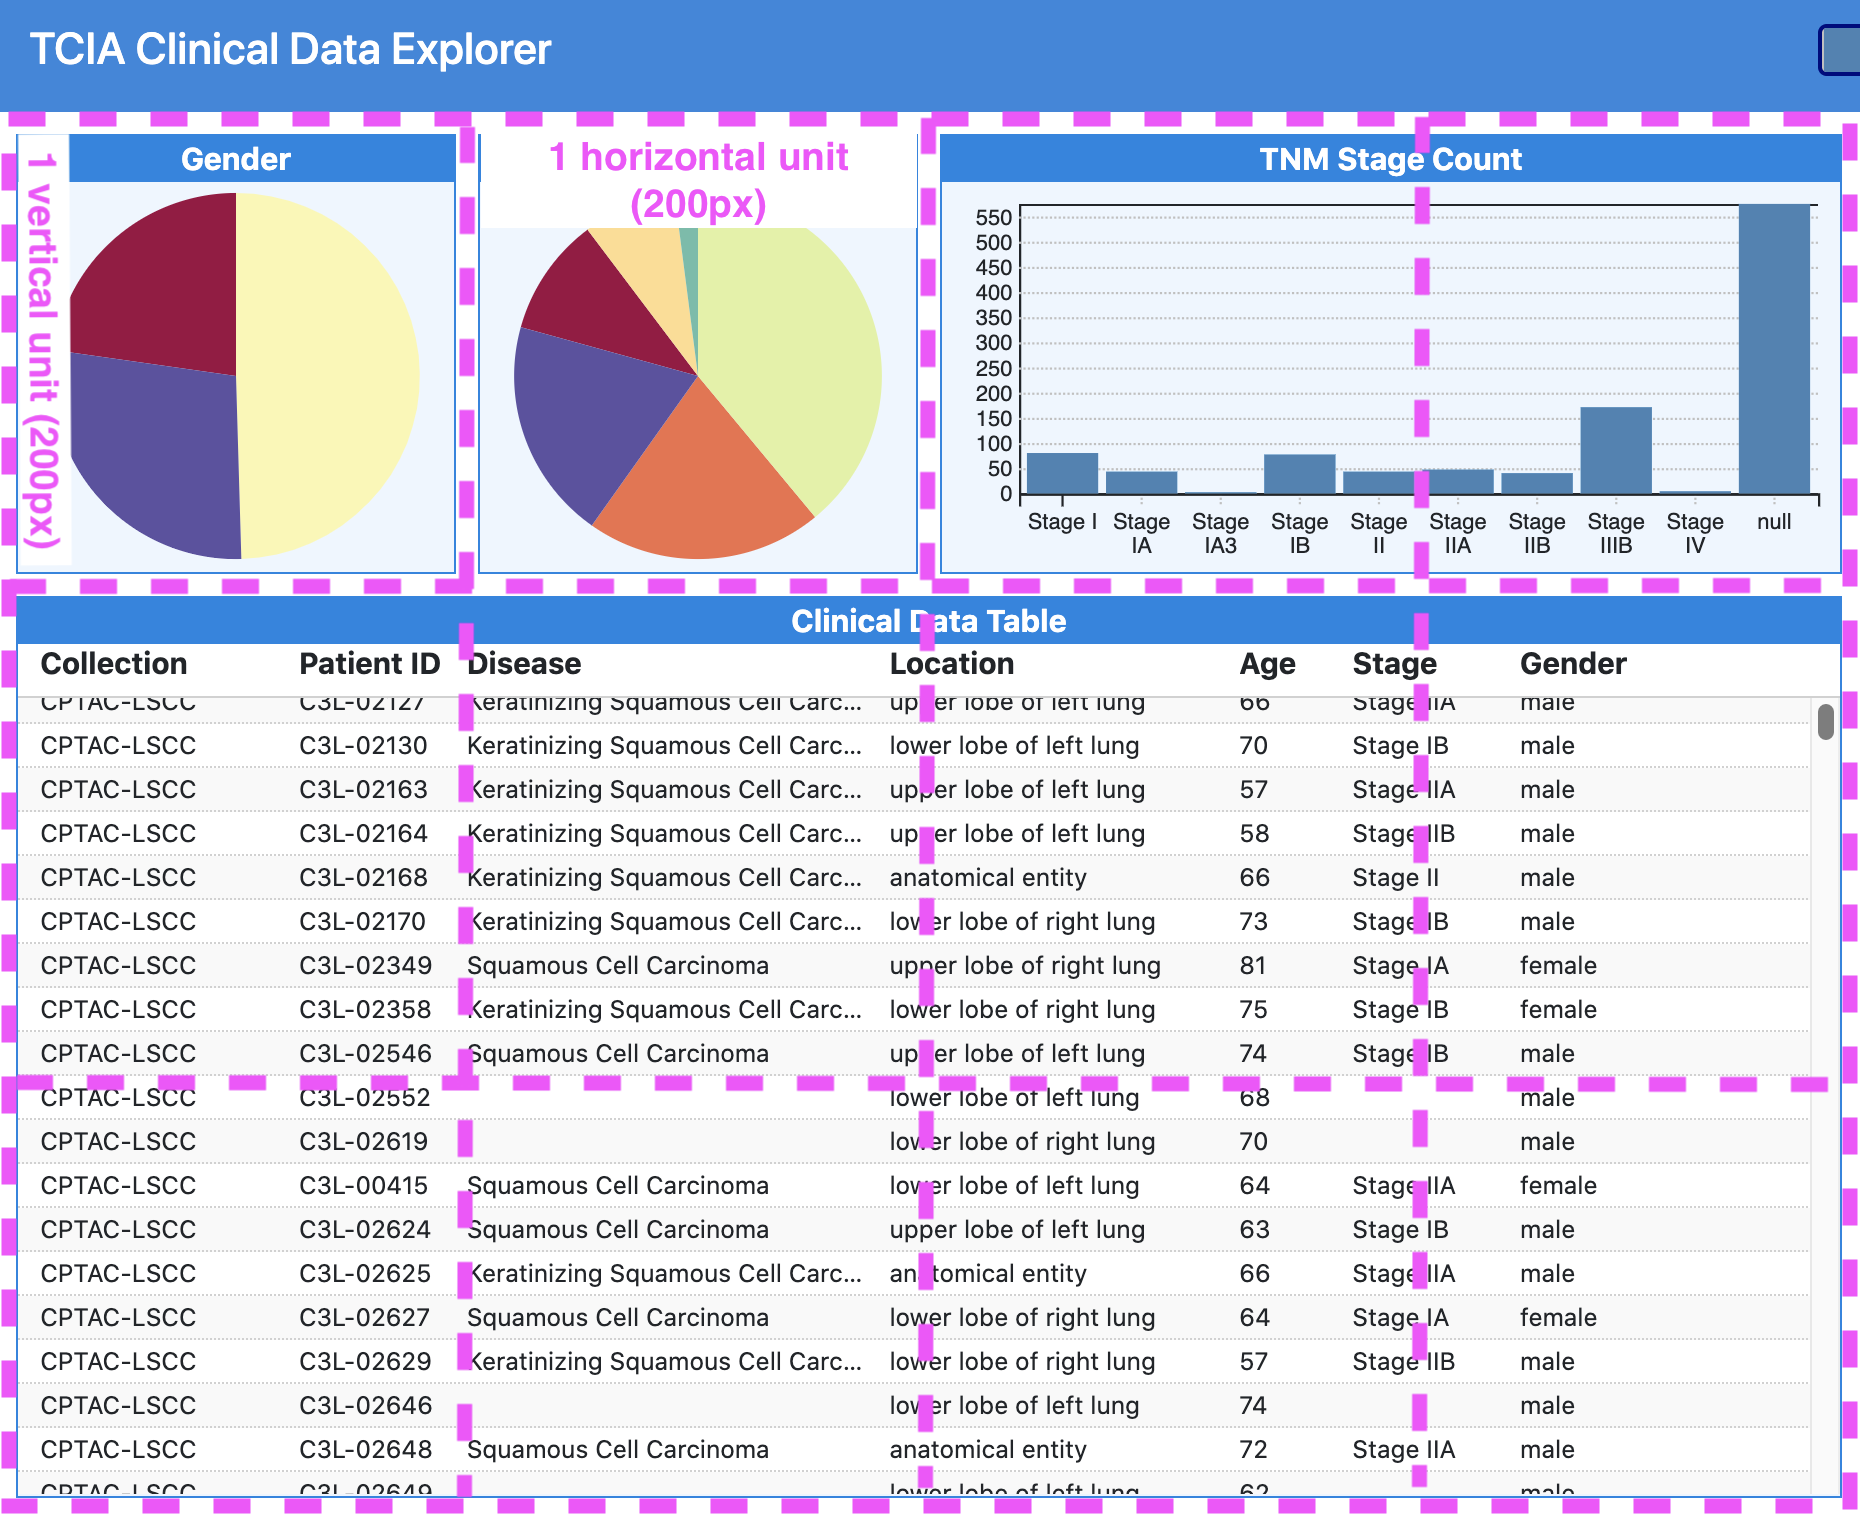 TCIA Clinical Data Explorer
1 vertical unit (200px)
Gender
1 horizontal unit
(200px)
TNM Stage Count
550
500
450
400
350
300
250
200
150
100
50
0
Stage I Stage IA Stage IA3 Stage IB Stage II Stage IIA Stage IIB Stage IIIB Stage IV null
Clinical Data Table
Collection Patient ID Disease Location Age Stage Gender
CPTAC-LSCC C3L-02127 Keratinizing Squamous Cell Carc... upper lobe of left lung 66 Stage IIA male
CPTAC-LSCC C3L-02130 Keratinizing Squamous Cell Carc... lower lobe of left lung 70 Stage IB male
CPTAC-LSCC C3L-02163 Keratinizing Squamous Cell Carc... upper lobe of left lung 57 Stage IIA male
CPTAC-LSCC C3L-02164 Keratinizing Squamous Cell Carc... upper lobe of left lung 58 Stage IIB male
CPTAC-LSCC C3L-02168 Keratinizing Squamous Cell Carc... anatomical entity 66 Stage II male
CPTAC-LSCC C3L-02170 Keratinizing Squamous Cell Carc... lower lobe of right lung 73 Stage IB male
CPTAC-LSCC C3L-02349 Squamous Cell Carcinoma upper lobe of right lung 81 Stage IA female
CPTAC-LSCC C3L-02358 Keratinizing Squamous Cell Carc... lower lobe of right lung 75 Stage IB female
CPTAC-LSCC C3L-02546 Squamous Cell Carcinoma upper lobe of left lung 74 Stage IB male
CPTAC-LSCC C3L-02552 lower lobe of left lung 68 male
CPTAC-LSCC C3L-02619 lower lobe of right lung 70 male
CPTAC-LSCC C3L-00415 Squamous Cell Carcinoma lower lobe of left lung 64 Stage IIA female
CPTAC-LSCC C3L-02624 Squamous Cell Carcinoma upper lobe of left lung 63 Stage IB male
CPTAC-LSCC C3L-02625 Keratinizing Squamous Cell Carc... anatomical entity 66 Stage IIA male
CPTAC-LSCC C3L-02627 Squamous Cell Carcinoma lower lobe of right lung 64 Stage IA female
CPTAC-LSCC C3L-02629 Keratinizing Squamous Cell Carc... lower lobe of right lung 57 Stage IIB male
CPTAC-LSCC C3L-02646 lower lobe of left lung 74 male
CPTAC-LSCC C3L-02648 Squamous Cell Carcinoma anatomical entity 72 Stage IIA male
CPTAC-LSCC C3L-02649 lower lobe of left lung 62 male